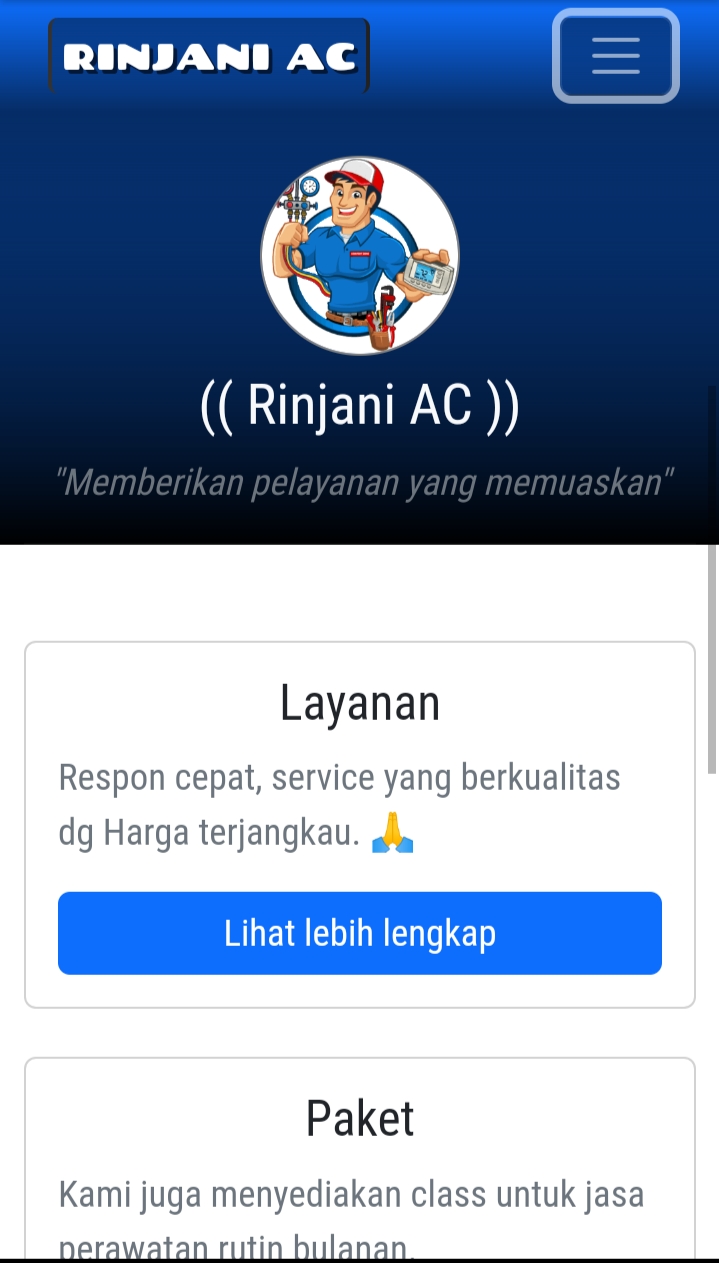 RINJANI AC
(( Rinjani AC ))
"Memberikan pelayanan yang memuaskan"
Layanan
Respon cepat, service yang berkualitas
dg Harga terjangkau. 🙏
Lihat lebih lengkap
Paket
Kami juga menyediakan class untuk jasa
perawatan rutin bulanan.